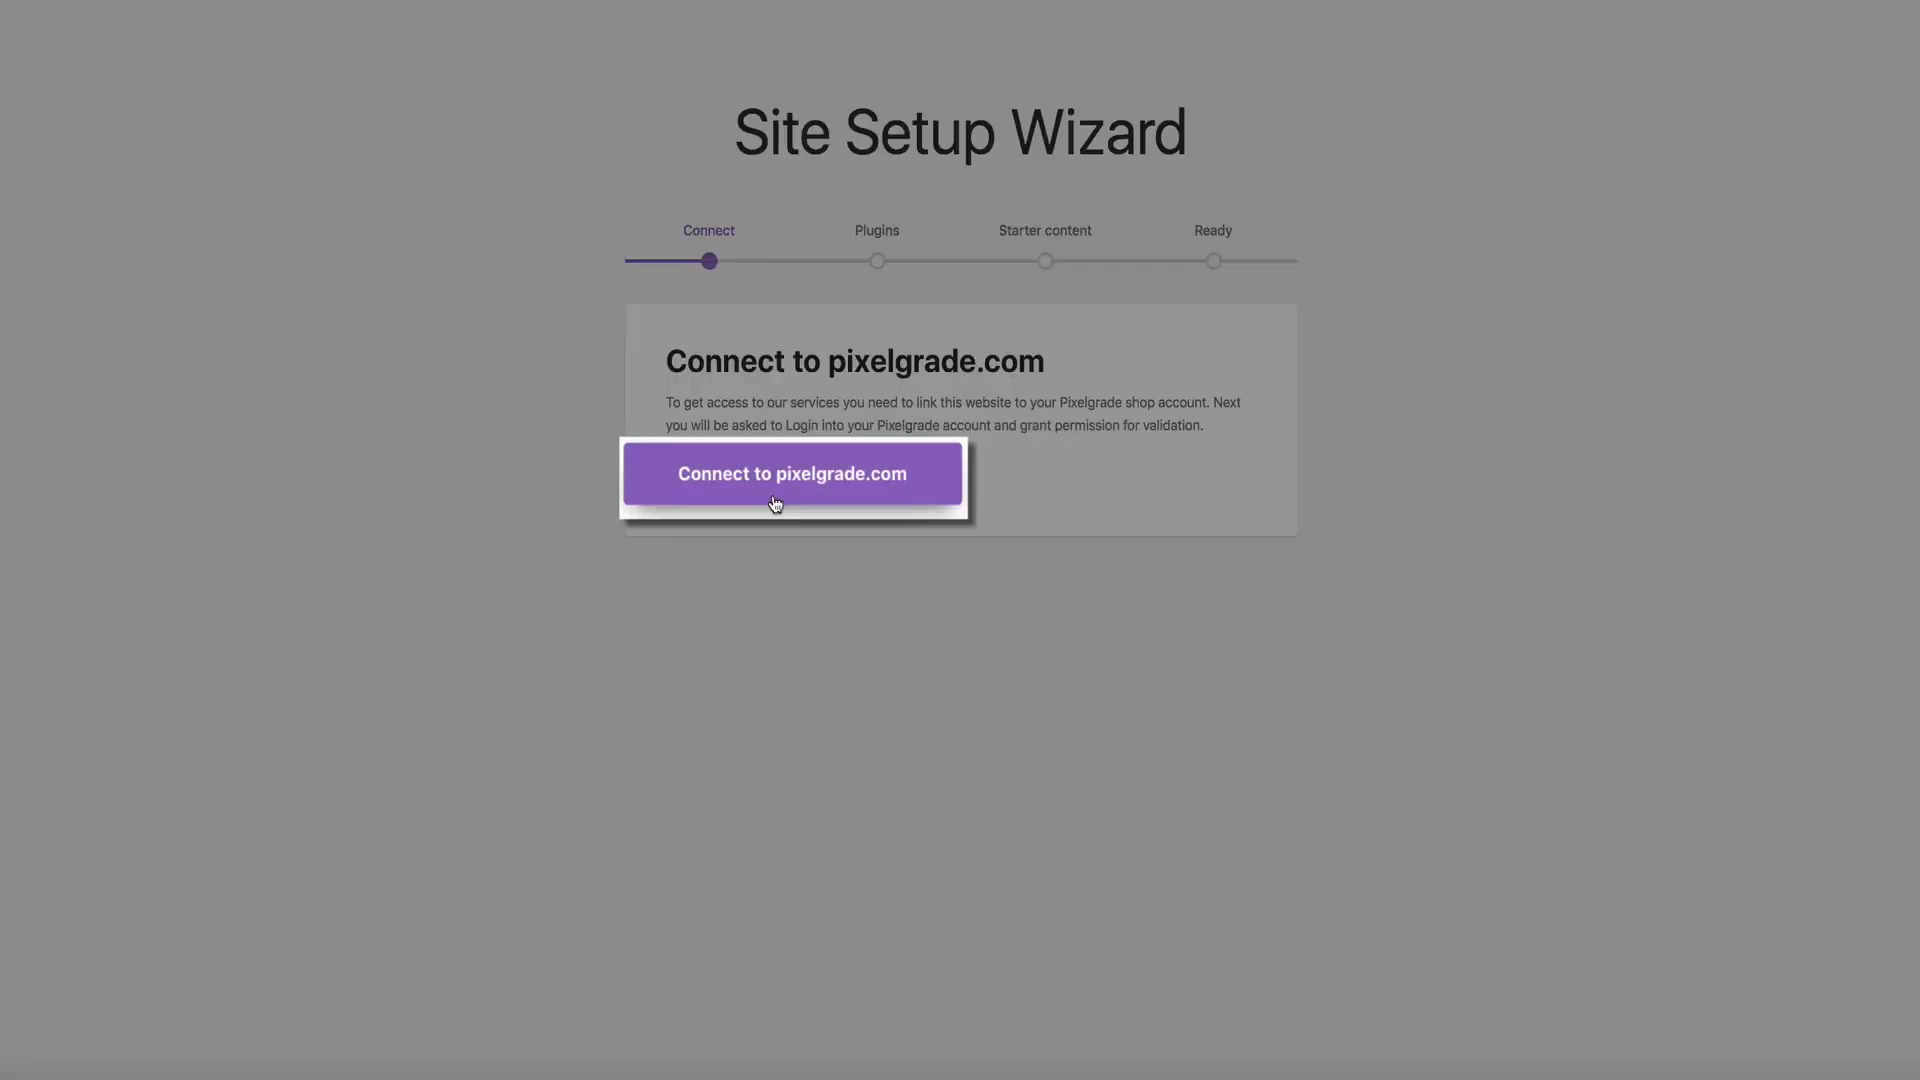 Site Setup Wizard
Connect
Plugins
Starter content
Ready
Connect to pixelgrade.com
To get access to our services you need to link this website to your Pixelgrade shop account. Next
you will be asked to Login into your Pixelgrade account and grant permission for validation.
Connect to pixelgrade.com